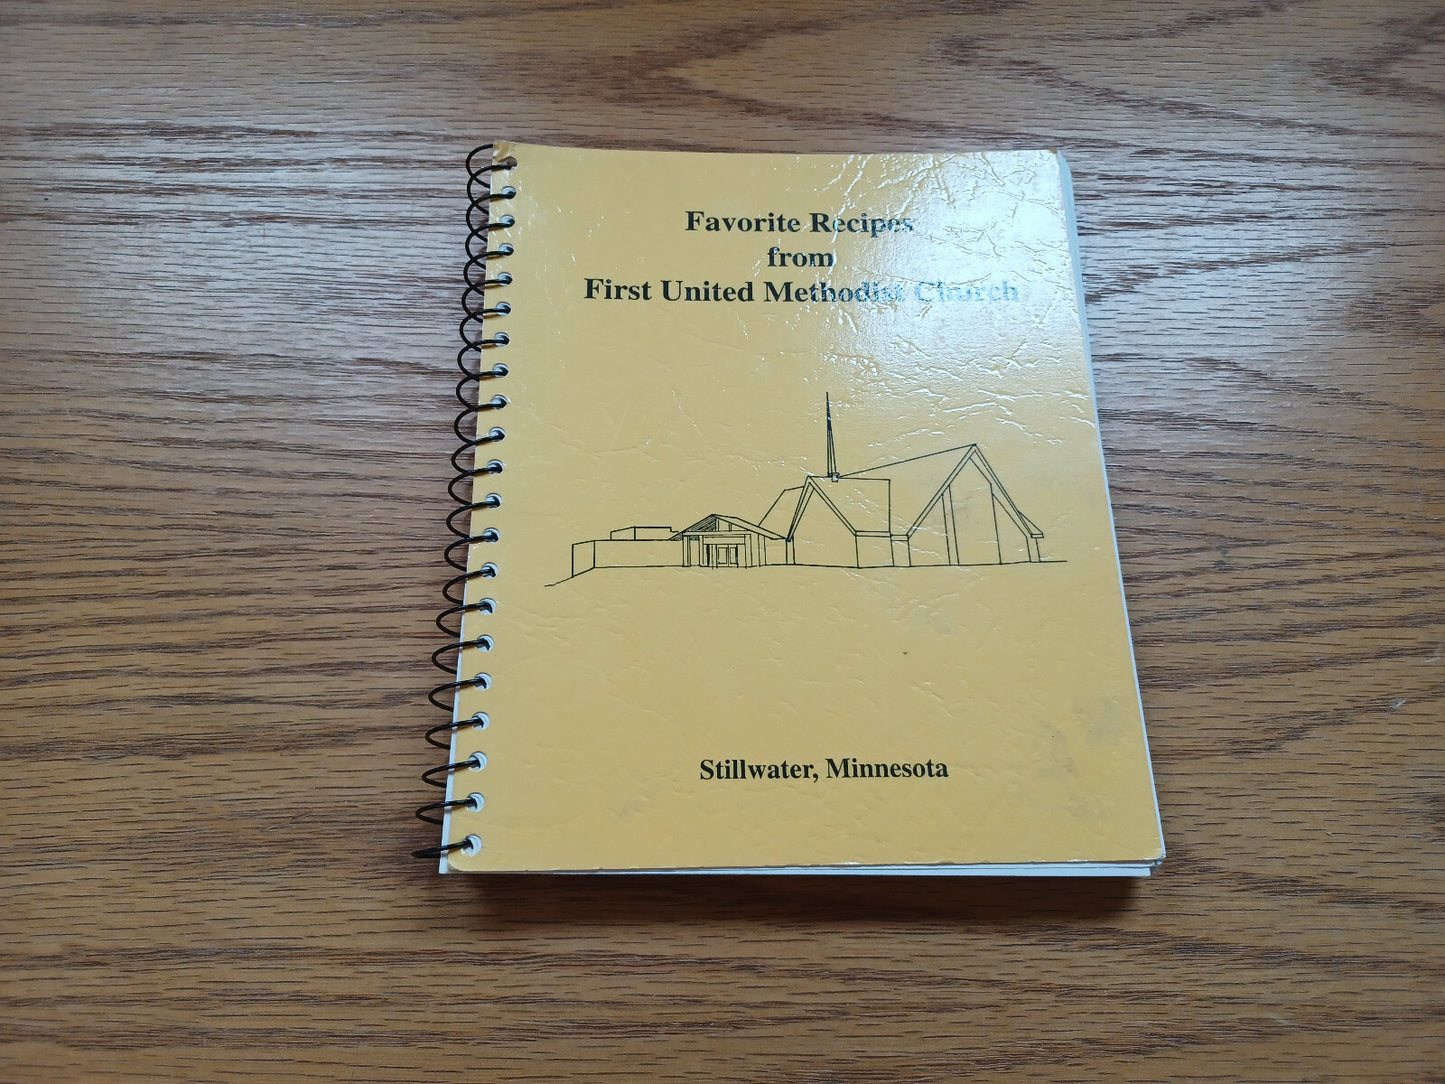 Favorite Recipes
from
First United Methodist Church
Stillwater, Minnesota